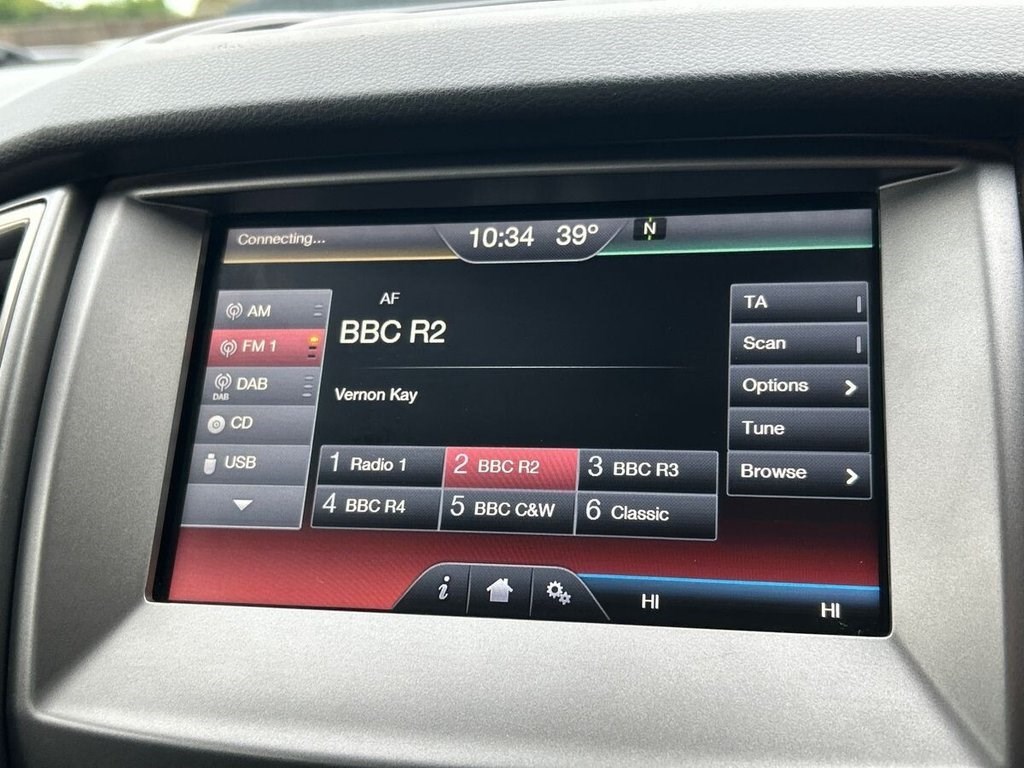 Connecting...
10:34 39°
N
AM
FM 1
DAB
DAB
CD
USB
AF
BBC R2
Vernon Kay
1 Radio 1
2 BBC R2
3 BBC R3
4 BBC R4
5 BBC C&W
6 Classic
TA
Scan
Options
Tune
Browse
i
HI
HI